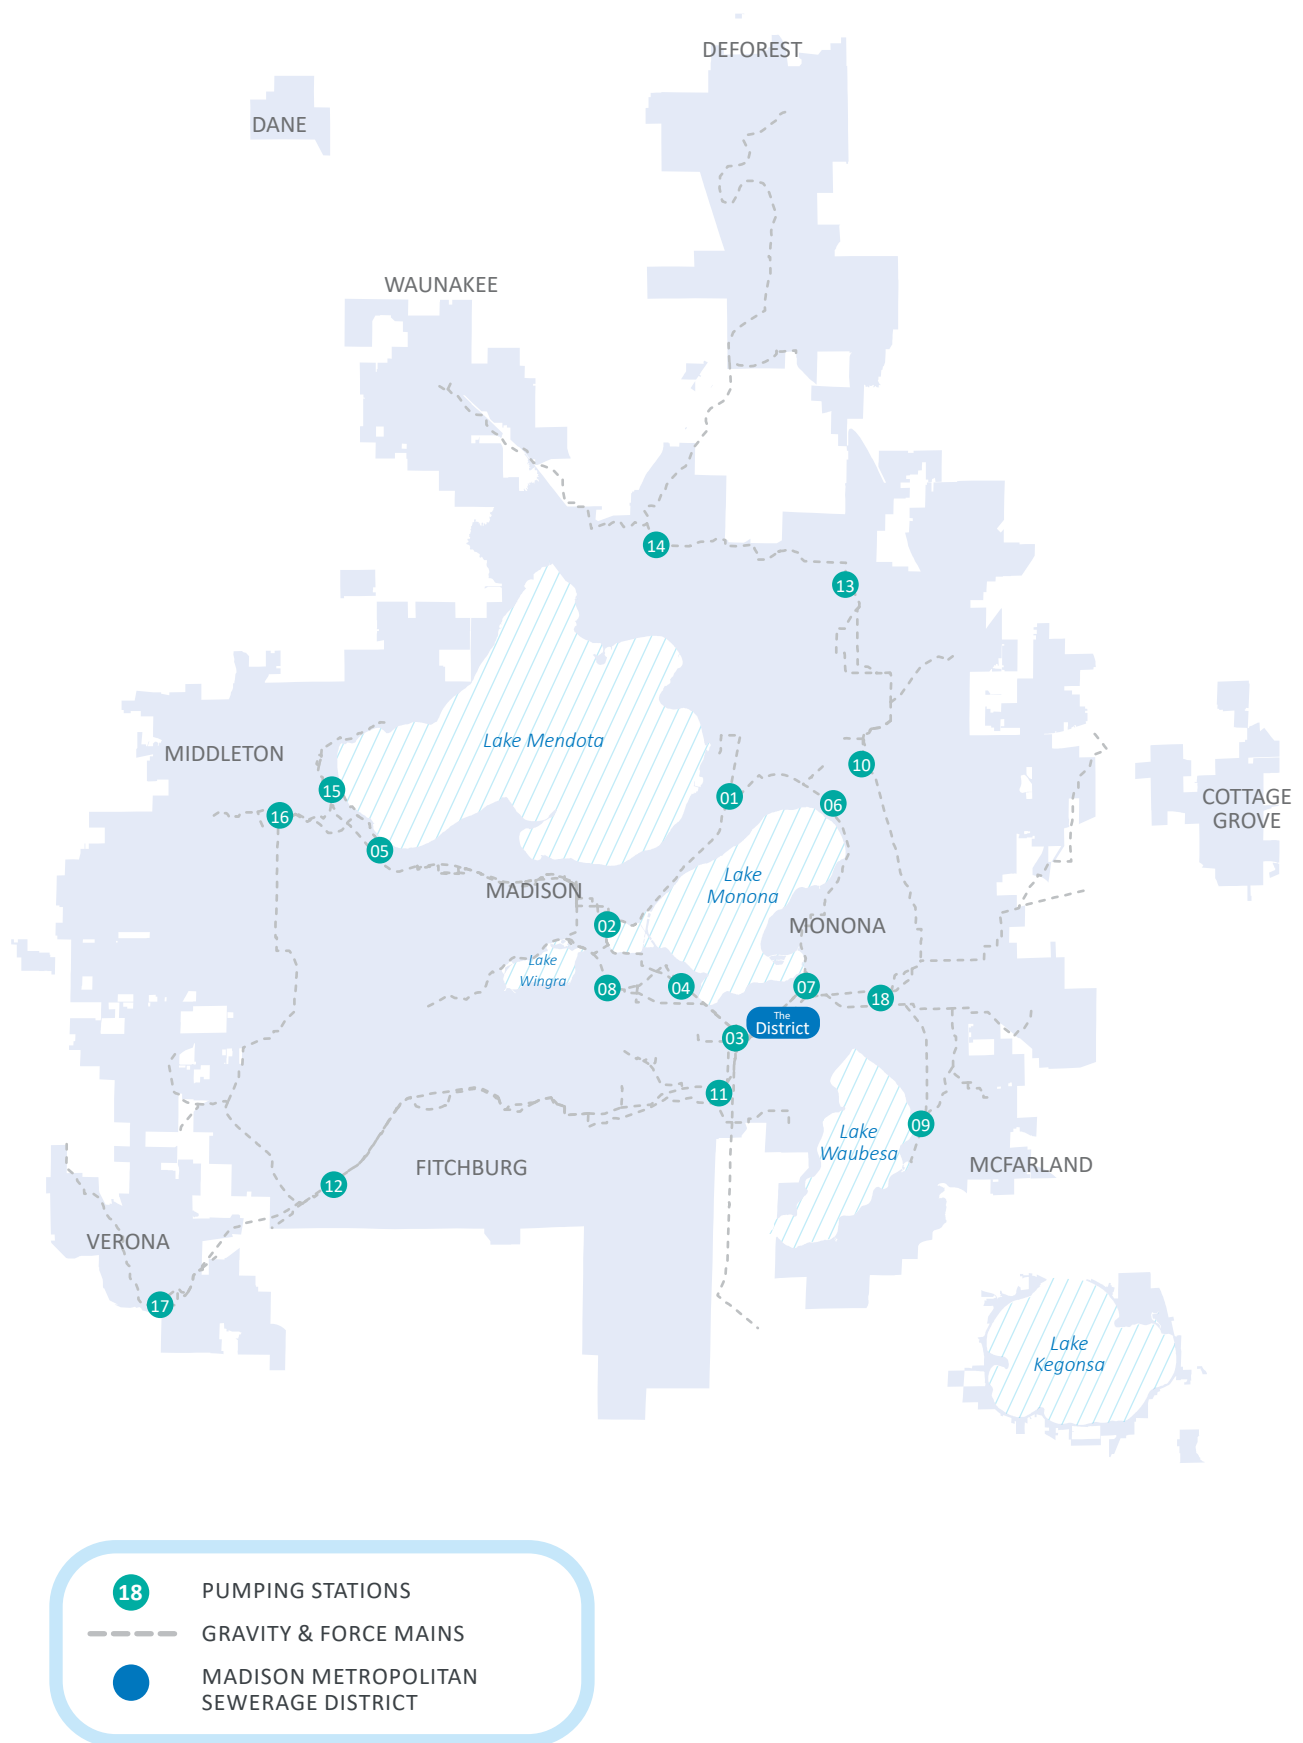 DEFOREST
DANE
WAUNAKEE
14
13
Lake Mendota
MIDDLETON
10
15
01
06
COTTAGE
GROVE
16
05
Lake
Monona
MADISON
02
MONONA
Lake
Wingra
08
04
07
18
The
District
03
11
09
Lake
Waubesa
MCFARLAND
FITCHBURG
12
VERONA
17
Lake
Kegonsa
18
PUMPING STATIONS
GRAVITY & FORCE MAINS
MADISON METROPOLITAN
SEWERAGE DISTRICT